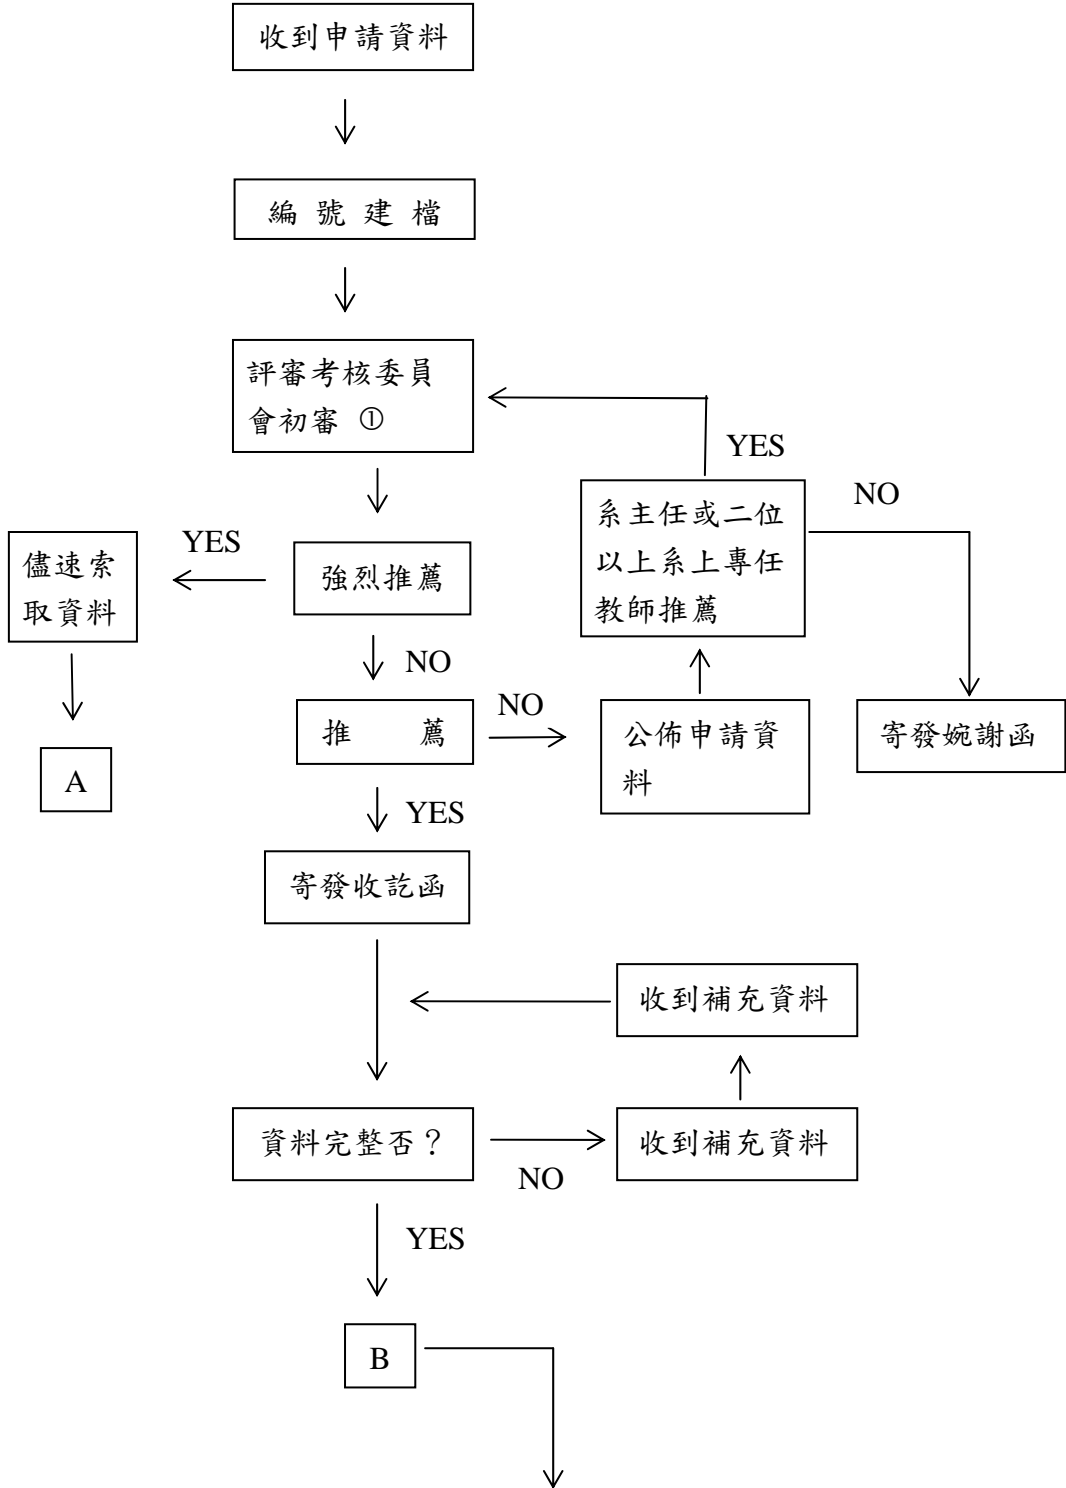 收到申請資料
編 號 建 檔
評審考核委員
會初審 ①
YES
系主任或二位
以上系上專任
教師推薦
NO
YES
儘速索
取資料
強烈推薦
NO
推　　薦
NO
公佈申請資
料
寄發婉謝函
A
YES
寄發收訖函
收到補充資料
資料完整否？
NO
收到補充資料
YES
B